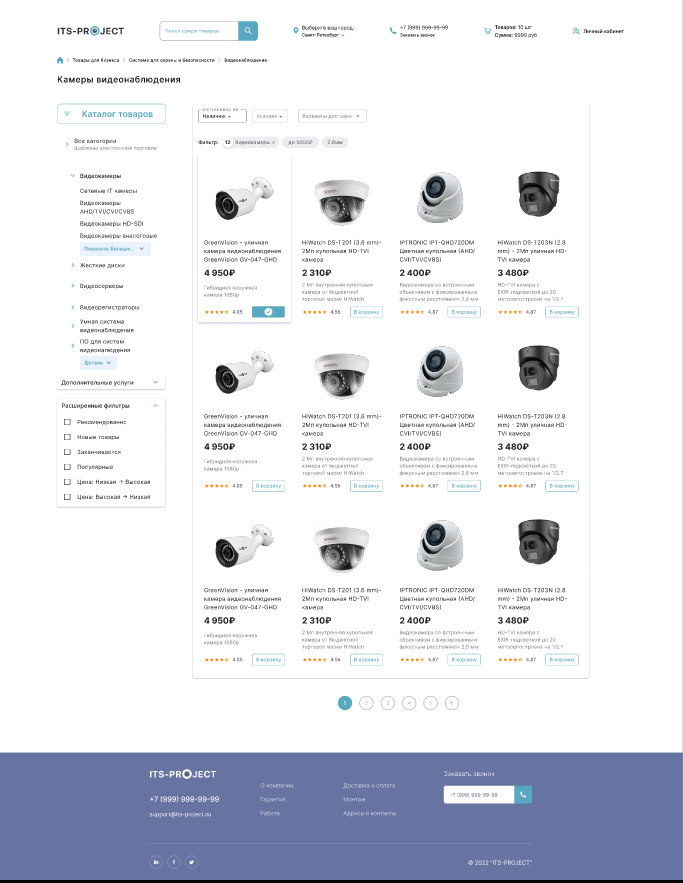 ITS-PROJECT
Поиск среди товаров
Выберите ваш город:
Санкт-Петербург
+7 (999) 999-99-99
Заказать звонок
Товаров: 10 шт
Сумма: 9999 руб
Личный кабинет
Товары для бизнеса
Система для охраны и безопасности
Видеонаблюдение
Камеры видеонаблюдения
Каталог товаров
Все категории
Шаблоны электронной торговли
Видеокамеры
Сетевые IT камеры
Видеокамеры
AHD/TVI/CVI/CVBS
Видеокамеры HD-SDI
Видеокамеры аналоговые
Показать больше..
Жёсткие диски
Видеосерверы
Видеорегистраторы
Умная система
видеонаблюдения
ПО для систем
видеонаблюдения
Детали
Дополнительные услуги
Расширенные фильтры
Рекомендованно
Новые товары
Заканчивается
Популярные
Цена: Низкая → Высокая
Цена: Высокая → Низкая
Сортировка по
Наличию
Условия
Варианты доставки
Фильтр:
12 Видеокамеры ×
до 5000₽
2.8мм
GreenVision - уличная
камера видеонаблюдения
GreenVision GV-047-GHD
4 950₽
Гибридная наружная
камера 1080p
4.05
HiWatch DS-T201 (3.6 mm)-
2Мп купольная HD-TVI
камера
2 310₽
2 Мп внутренняя купольная
камера от бюджетной
торговой марки HiWatch
4.56
В корзину
IPTRONIC IPT-QHD720DM
Цветная купольная (AHD/
CVI/TVI/CVBS)
2 400₽
Видеокамера со встроенным
объективом с фиксированным
фокусным расстоянием 2,8 мм
4.87
В корзину
HiWatch DS-T203N (2.8
mm) - 2Мп уличная HD-
TVI камера
3 480₽
HD-TVI камера с
EXIR-подсветкой до 20
метровпостроена на 1/2.7
4.87
В корзину
GreenVision - уличная
камера видеонаблюдения
GreenVision GV-047-GHD
4 950₽
Гибридная наружная
камера 1080p
4.05
В корзину
HiWatch DS-T201 (3.6 mm)-
2Мп купольная HD-TVI
камера
2 310₽
2 Мп внутренняя купольная
камера от бюджетной
торговой марки HiWatch
4.56
В корзину
IPTRONIC IPT-QHD720DM
Цветная купольная (AHD/
CVI/TVI/CVBS)
2 400₽
Видеокамера со встроенным
объективом с фиксированным
фокусным расстоянием 2,8 мм
4.87
В корзину
HiWatch DS-T203N (2.8
mm) - 2Мп уличная HD-
TVI камера
3 480₽
HD-TVI камера с
EXIR-подсветкой до 20
метровпостроена на 1/2.7
4.87
В корзину
GreenVision - уличная
камера видеонаблюдения
GreenVision GV-047-GHD
4 950₽
Гибридная наружная
камера 1080p
4.05
В корзину
HiWatch DS-T201 (3.6 mm)-
2Мп купольная HD-TVI
камера
2 310₽
2 Мп внутренняя купольная
камера от бюджетной
торговой марки HiWatch
4.56
В корзину
IPTRONIC IPT-QHD720DM
Цветная купольная (AHD/
CVI/TVI/CVBS)
2 400₽
Видеокамера со встроенным
объективом с фиксированным
фокусным расстоянием 2,8 мм
4.87
В корзину
HiWatch DS-T203N (2.8
mm) - 2Мп уличная HD-
TVI камера
3 480₽
HD-TVI камера с
EXIR-подсветкой до 20
метровпостроена на 1/2.7
4.87
В корзину
1 2 3 4 5 6
ITS-PROJECT
+7 (999) 999-99-99
support@its-project.su
О компании
Гарантия
Работа
Доставка и оплата
Монтаж
Адреса и контакты
Заказать звонок
+7 (999) 999-99-99
© 2022 "ITS-PROJECT"